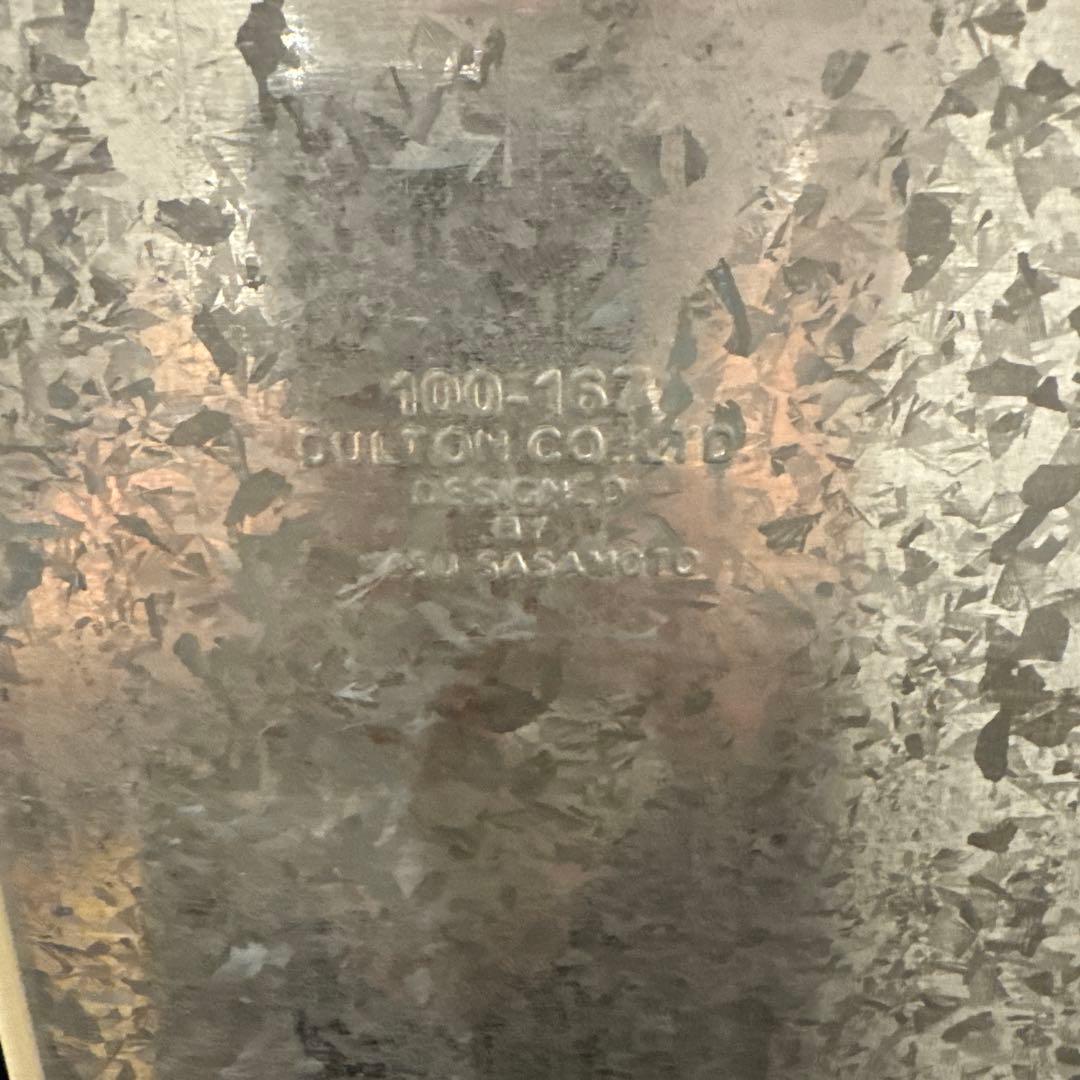 100-167
DULTON CO.,LTD
DESIGNED
BY
SASAMOTO